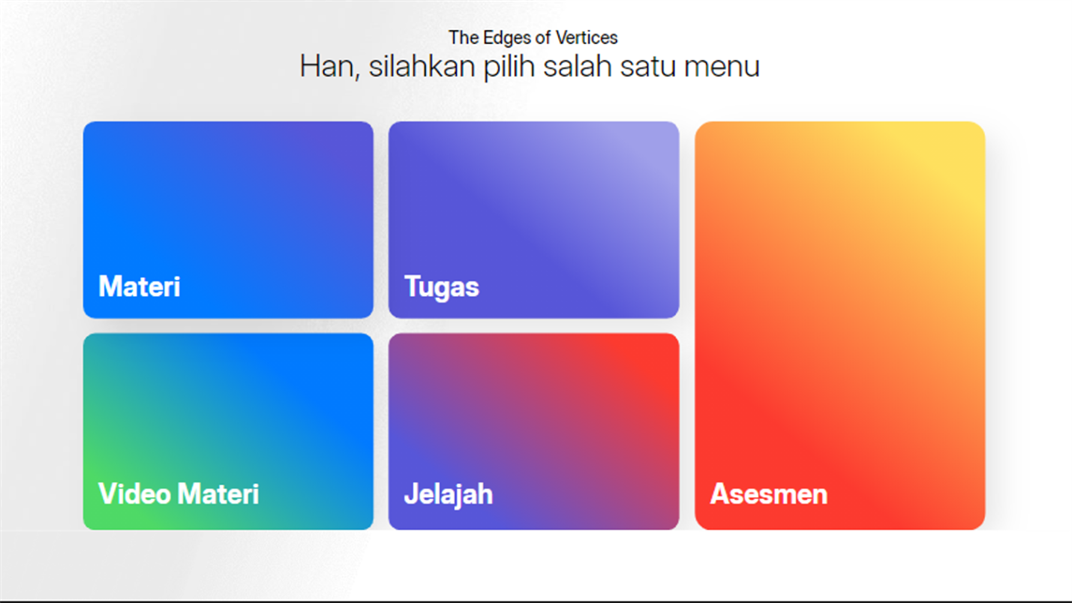 The Edges of Vertices
Han, silahkan pilih salah satu menu
Materi
Tugas
Video Materi
Jelajah
Asesmen